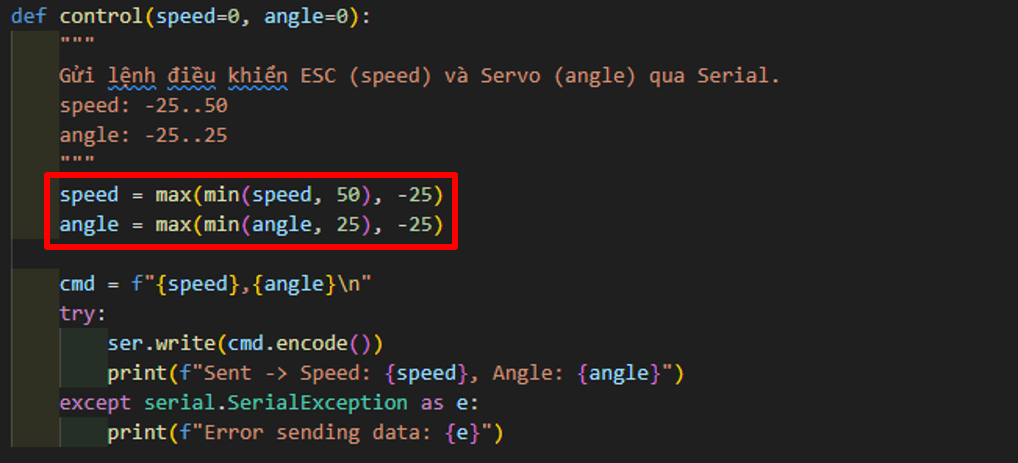 def control(speed=0, angle=0):
"""
Gửi lệnh điều khiển ESC (speed) và Servo (angle) qua Serial.
speed: -25..50
angle: -25..25
"""
speed = max(min(speed, 50), -25)
angle = max(min(angle, 25), -25)
cmd = f"{speed},{angle}\n"
try:
ser.write(cmd.encode())
print(f"Sent -> Speed: {speed}, Angle: {angle}")
except serial.SerialException as e:
print(f"Error sending data: {e}")